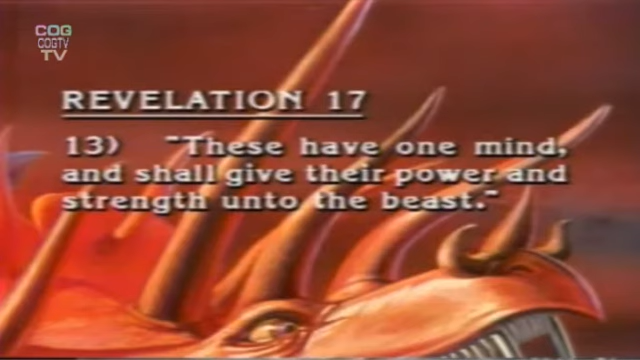 COG
COGTV
TV
REVELATION 17
13) "These have one mind,
and shall give their power and
strength unto the beast."